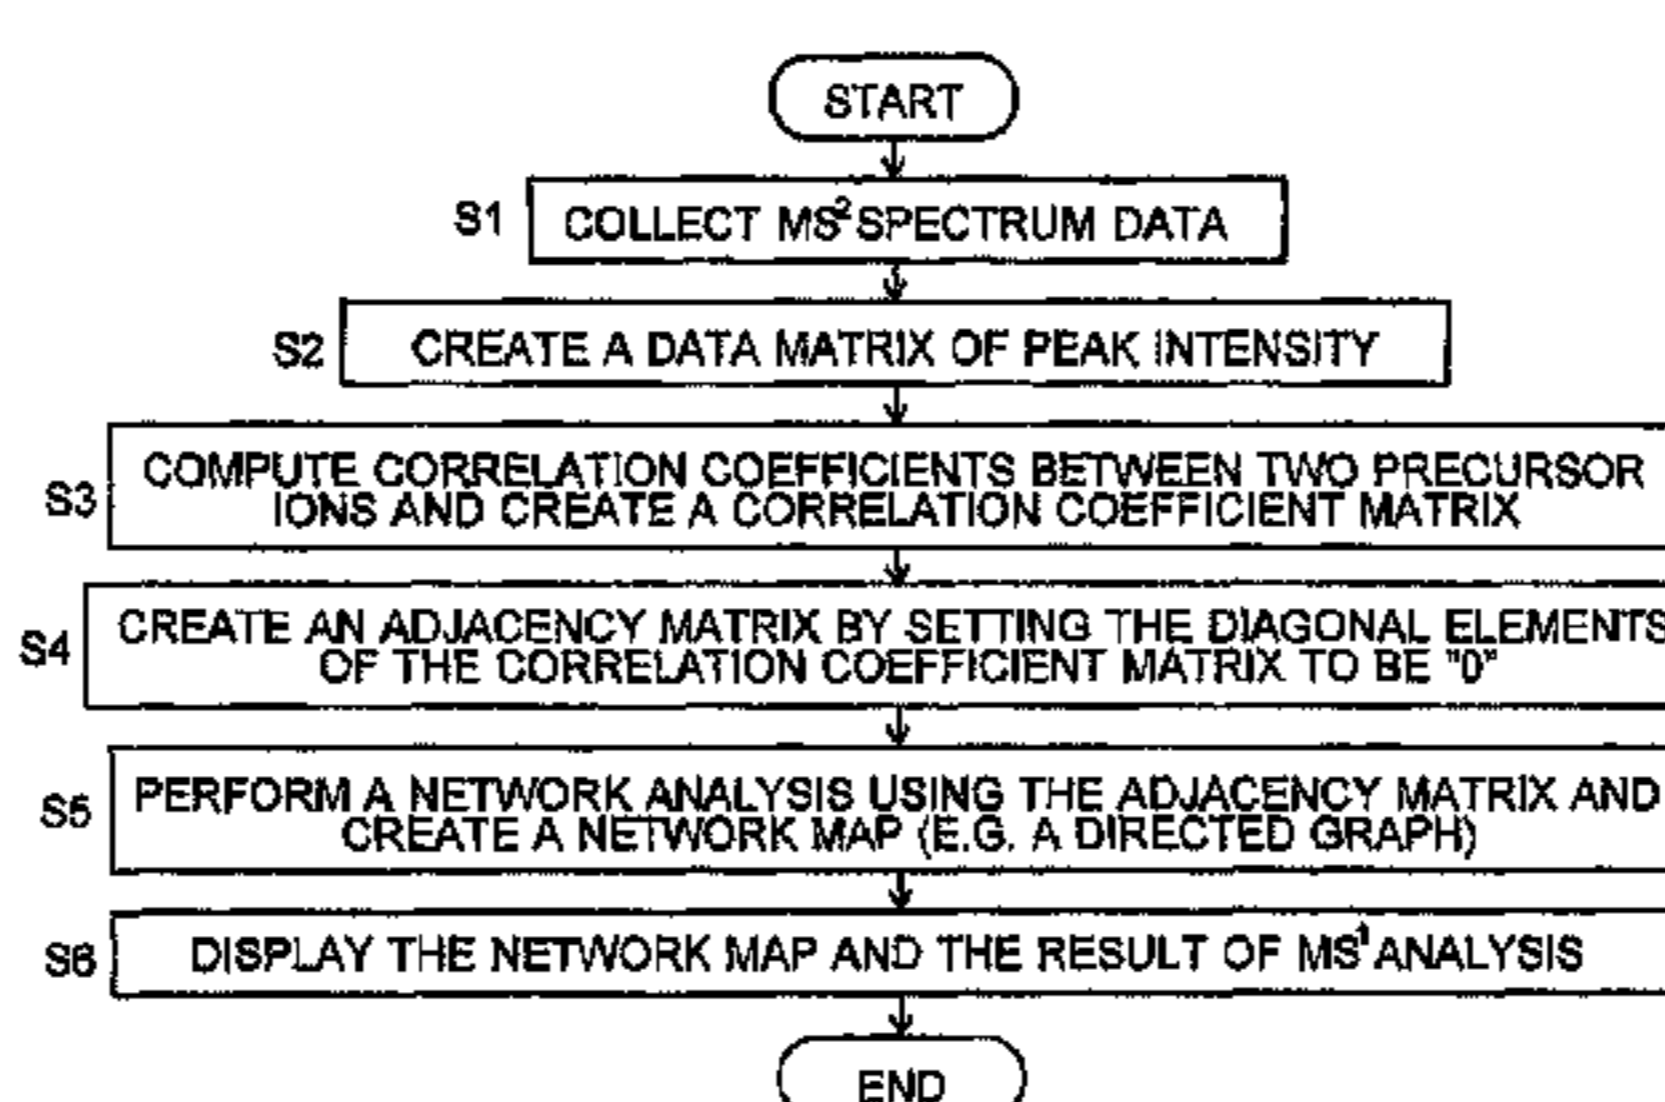 START
S1 COLLECT MS² SPECTRUM DATA
S2 CREATE A DATA MATRIX OF PEAK INTENSITY
S3 COMPUTE CORRELATION COEFFICIENTS BETWEEN TWO PRECURSOR
IONS AND CREATE A CORRELATION COEFFICIENT MATRIX
S4 CREATE AN ADJACENCY MATRIX BY SETTING THE DIAGONAL ELEMENTS
OF THE CORRELATION COEFFICIENT MATRIX TO BE "0"
S5 PERFORM A NETWORK ANALYSIS USING THE ADJACENCY MATRIX AND
CREATE A NETWORK MAP (E.G. A DIRECTED GRAPH)
S6 DISPLAY THE NETWORK MAP AND THE RESULT OF MS¹ ANALYSIS
END